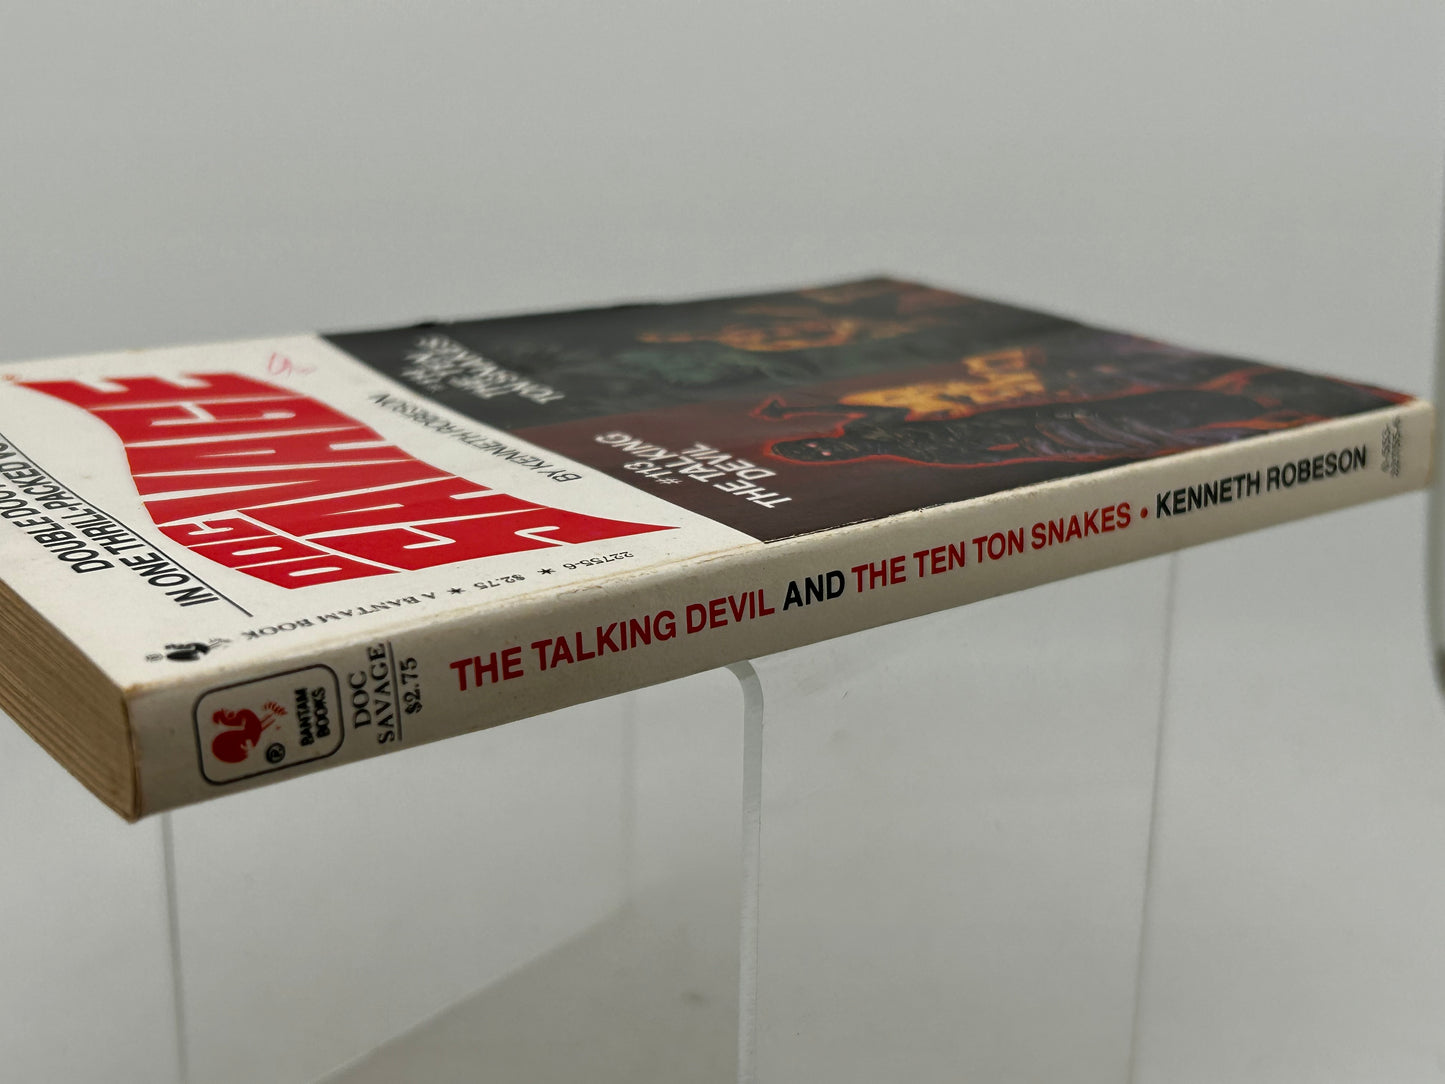 DOUBLE DOC
IN ONE THRILL-PACKED
DOC
SAVAGE
BY KENNETH ROBESON
THE TEN
TON SNAKES
#113
THE TALKING
DEVIL
22755-6 * $2.75 * A BANTAM BOOK
®
®
BANTAM
BOOKS
DOC
SAVAGE
$2.75
THE TALKING DEVIL AND THE TEN TON SNAKES • KENNETH ROBESON